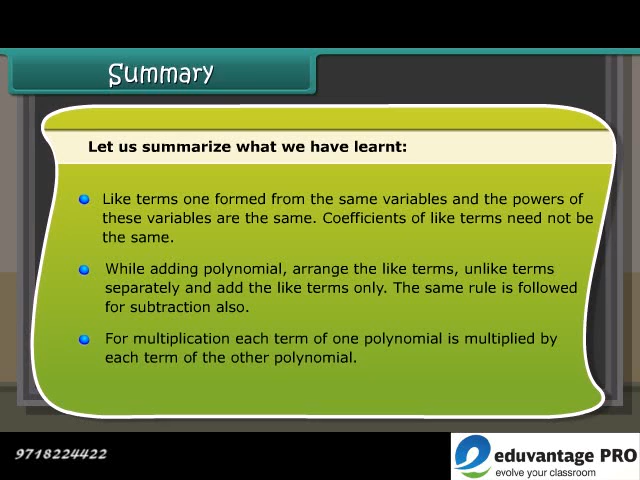 Summary
Let us summarize what we have learnt:
Like terms one formed from the same variables and the powers of
these variables are the same. Coefficients of like terms need not be
the same.
While adding polynomial, arrange the like terms, unlike terms
separately and add the like terms only. The same rule is followed
for subtraction also.
For multiplication each term of one polynomial is multiplied by
each term of the other polynomial.
9718224422
eduvantage PRO
evolve your classroom